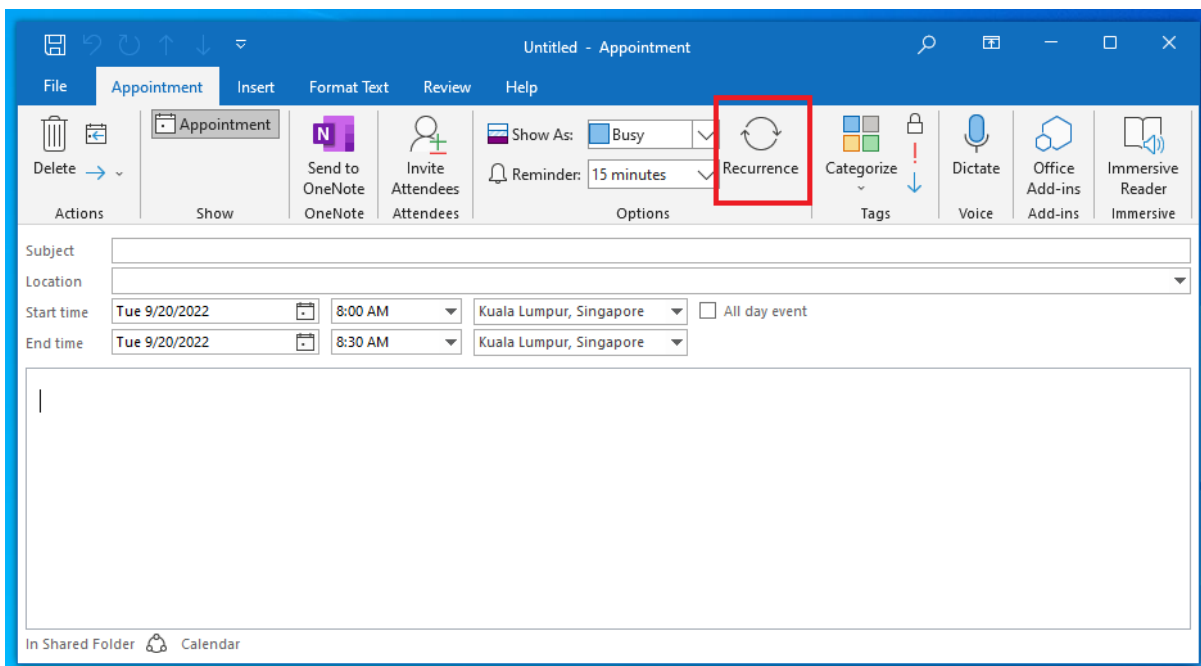 Untitled - Appointment
File Appointment Insert Format Text Review Help
Appointment
Show As: Busy
Delete
Send to OneNote
Invite Attendees
Reminder: 15 minutes
Recurrence
Categorize
Dictate
Office Add-ins
Immersive Reader
Actions Show OneNote Attendees Options Tags Voice Add-ins Immersive
Subject
Location
Start time Tue 9/20/2022 8:00 AM Kuala Lumpur, Singapore All day event
End time Tue 9/20/2022 8:30 AM Kuala Lumpur, Singapore
In Shared Folder Calendar